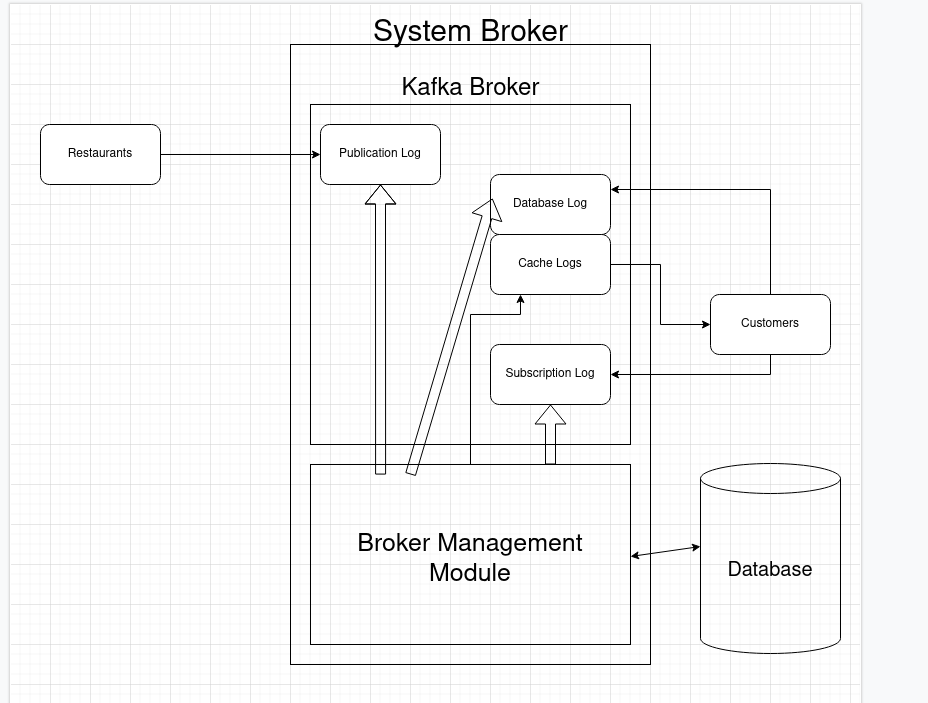 System Broker
Kafka Broker
Restaurants
Publication Log
Database Log
Cache Logs
Customers
Subscription Log
Broker Management
Module
Database